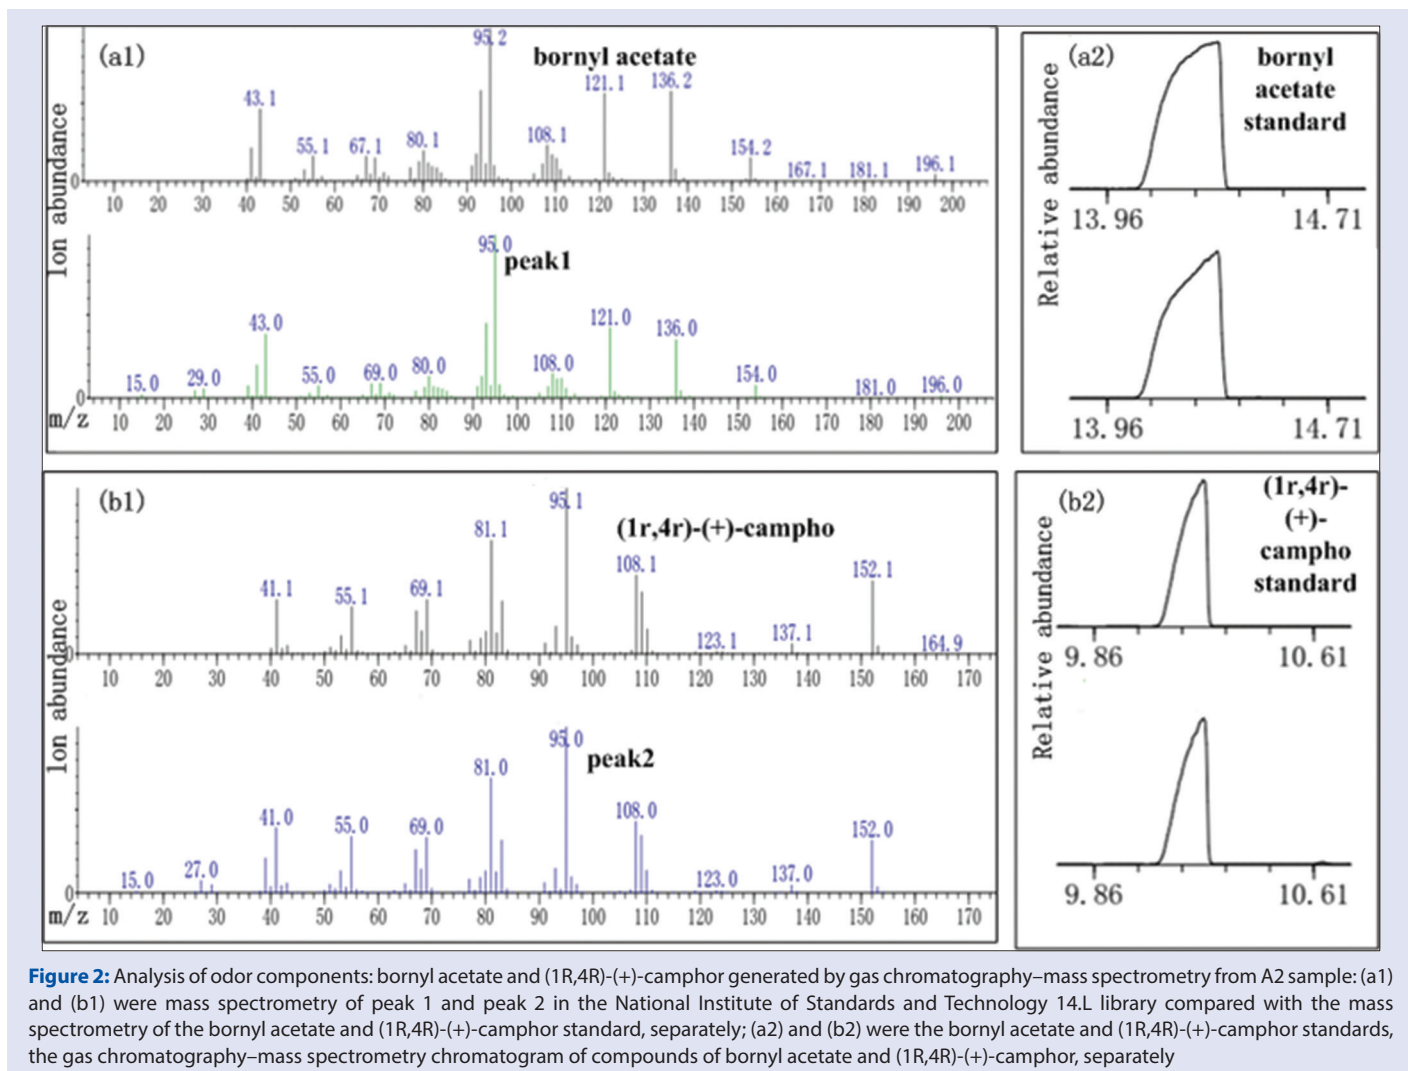 (a1)
bornyl acetate
95.2
43.1
55.1
67.1
80.1
108.1
121.1
136.2
154.2
167.1
181.1
196.1
0
10 20 30 40 50 60 70 80 90 100 110 120 130 140 150 160 170 180 190 200
Ion abundance
peak1
95.0
15.0
29.0
43.0
55.0
69.0
80.0
108.0
121.0
136.0
154.0
181.0
196.0
0
m/z 10 20 30 40 50 60 70 80 90 100 110 120 130 140 150 160 170 180 190 200
(a2)
bornyl
acetate
standard
Relative abundance
13.96 14.71
13.96 14.71
(b1)
(1r,4r)-(+)-campho
95.1
41.1
55.1
69.1
81.1
108.1
123.1
137.1
152.1
164.9
0
10 20 30 40 50 60 70 80 90 100 110 120 130 140 150 160 170
Ion abundance
peak2
95.0
15.0
27.0
41.0
55.0
69.0
81.0
108.0
123.0
137.0
152.0
0
m/z 10 20 30 40 50 60 70 80 90 100 110 120 130 140 150 160 170
(b2)
(1r,4r)-
(+)-
campho
standard
Relative abundance
9.86 10.61
9.86 10.61
Figure 2: Analysis of odor components: bornyl acetate and (1R,4R)-(+)-camphor generated by gas chromatography–mass spectrometry from A2 sample: (a1)
and (b1) were mass spectrometry of peak 1 and peak 2 in the National Institute of Standards and Technology 14.L library compared with the mass
spectrometry of the bornyl acetate and (1R,4R)-(+)-camphor standard, separately; (a2) and (b2) were the bornyl acetate and (1R,4R)-(+)-camphor standards,
the gas chromatography–mass spectrometry chromatogram of compounds of bornyl acetate and (1R,4R)-(+)-camphor, separately